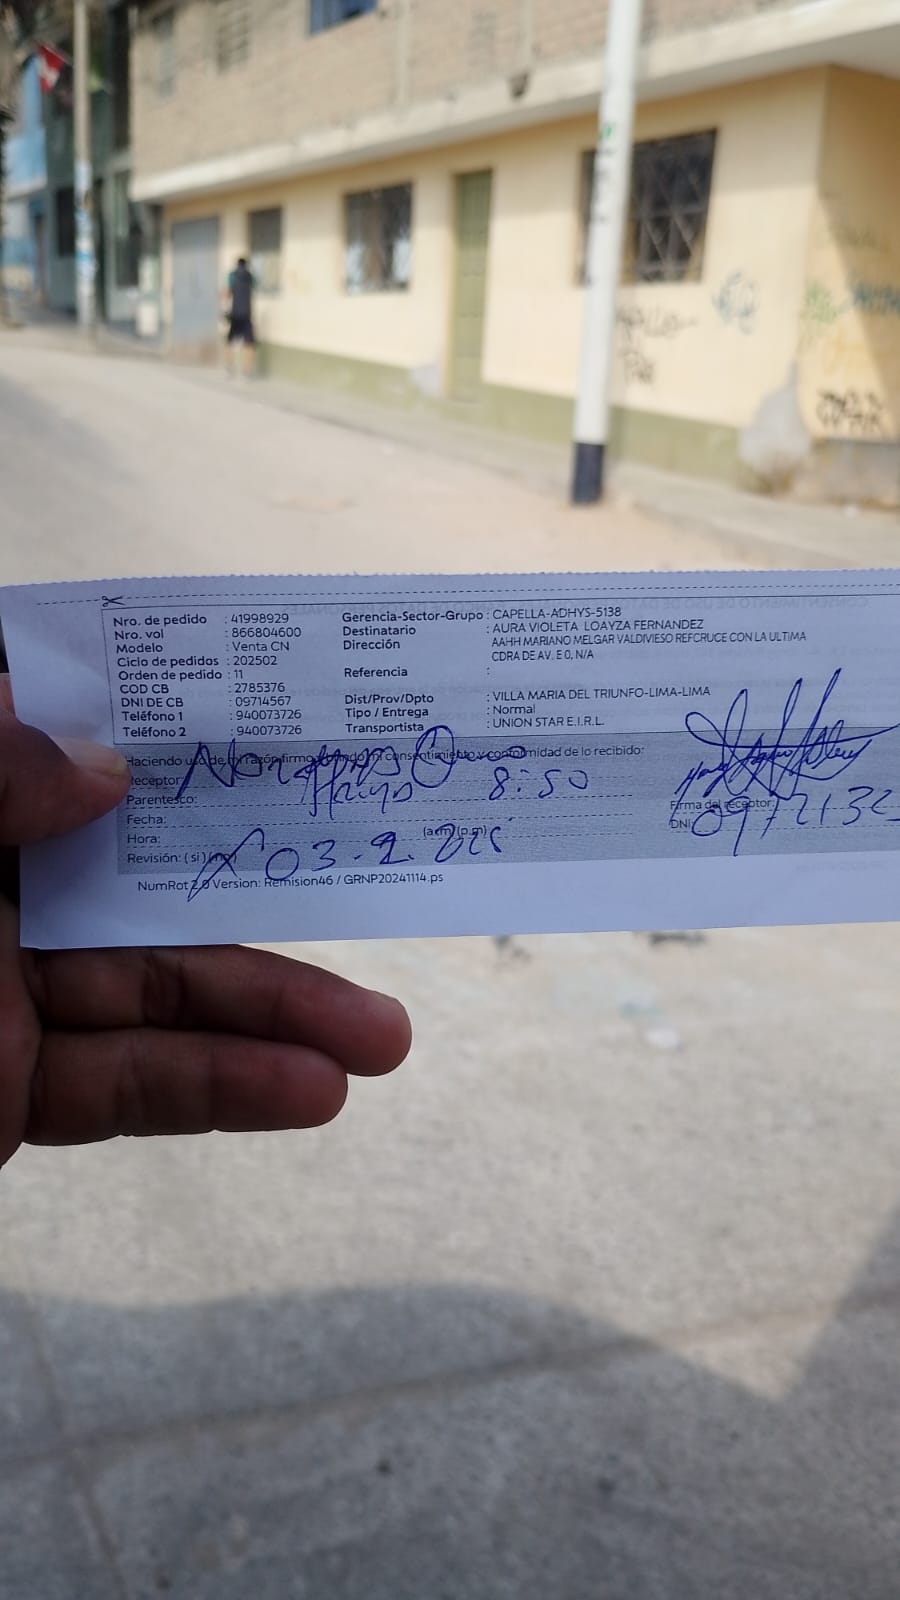 Nro. de pedido : 41998929
Nro. vol : 866804600
Modelo : Venta CN
Ciclo de pedidos : 202502
Orden de pedido : 11
COD CB : 2785376
DNI DE CB : 09714567
Teléfono 1 : 940073726
Teléfono 2 : 940073726
Gerencia-Sector-Grupo : CAPELLA-ADHYS-5138
Destinatario : AURA VIOLETA LOAYZA FERNANDEZ
Dirección : AAHH MARIANO MELGAR VALDIVIESO REFCRUCE CON LA ULTIMA
CDRA DE AV. E 0, N/A
Referencia :
Dist/Prov/Dpto : VILLA MARIA DEL TRIUNFO-LIMA-LIMA
Tipo / Entrega : Normal
Transportista : UNION STAR E.I.R.L.
Haciendo uso de mi razón firmo dando mi consentimiento y conformidad de lo recibido:
Receptor:
Parentesco: 8:50
Fecha:
Hora: (a.m) (p.m)
Revisión: ( si ) (no) 03.2.
Firma del receptor:
DNI:
NumRot 2.0 Version: Remision46 / GRNP20241114.ps